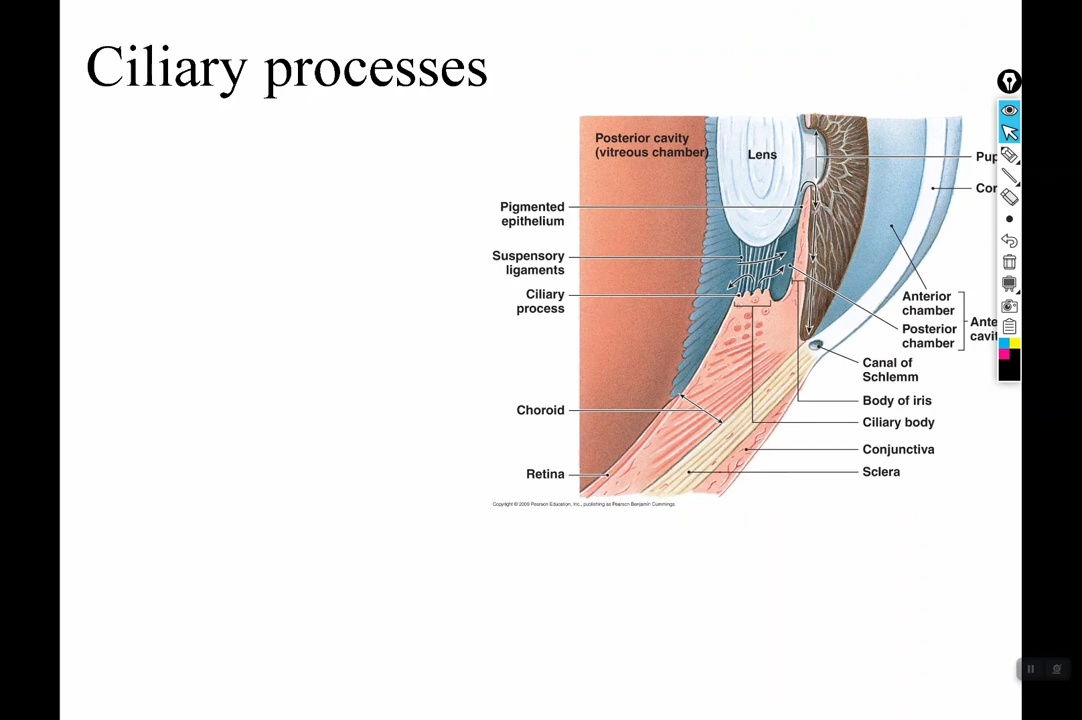 Ciliary processes
Posterior cavity
(vitreous chamber)
Lens
Pup
Cor
Pigmented
epithelium
Suspensory
ligaments
Ciliary
process
Anterior
chamber
Posterior
chamber
Ante
cavit
Canal of
Schlemm
Body of iris
Choroid
Ciliary body
Conjunctiva
Retina
Sclera
Copyright © 2009 Pearson Education, Inc., publishing as Pearson Benjamin Cummings.